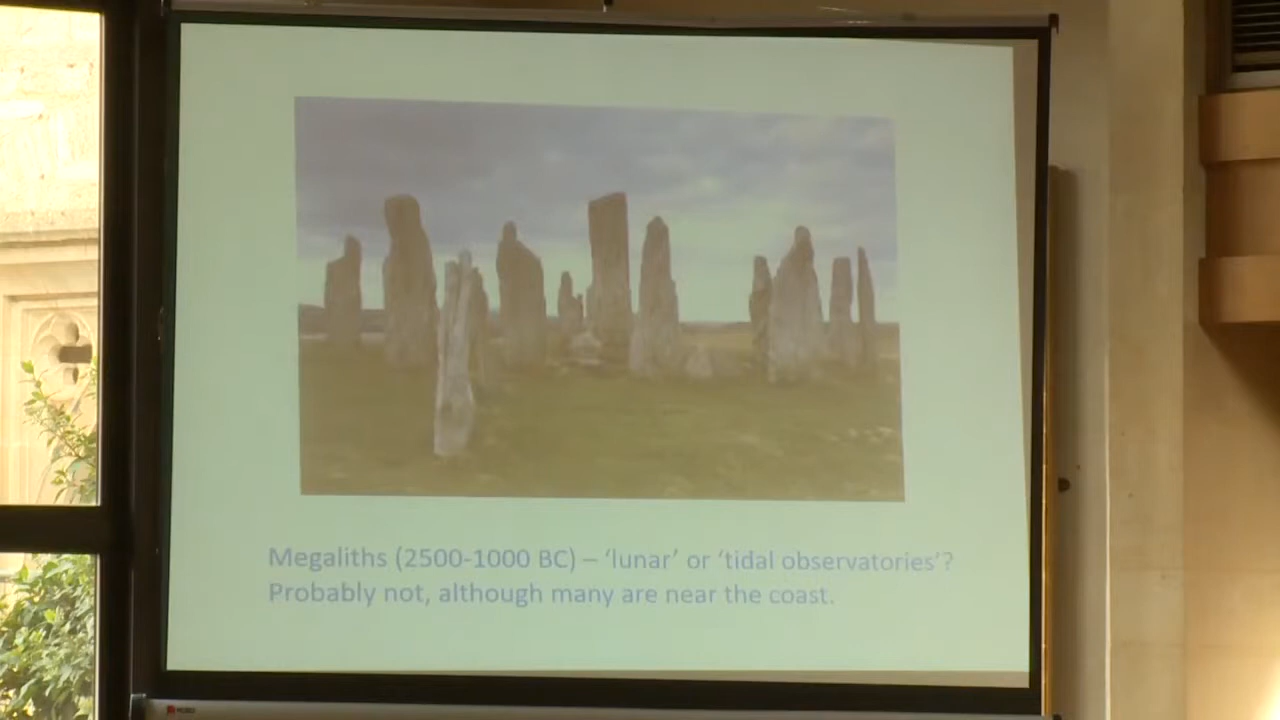 Megaliths (2500-1000 BC) – ‘lunar’ or ‘tidal observatories’?
Probably not, although many are near the coast.